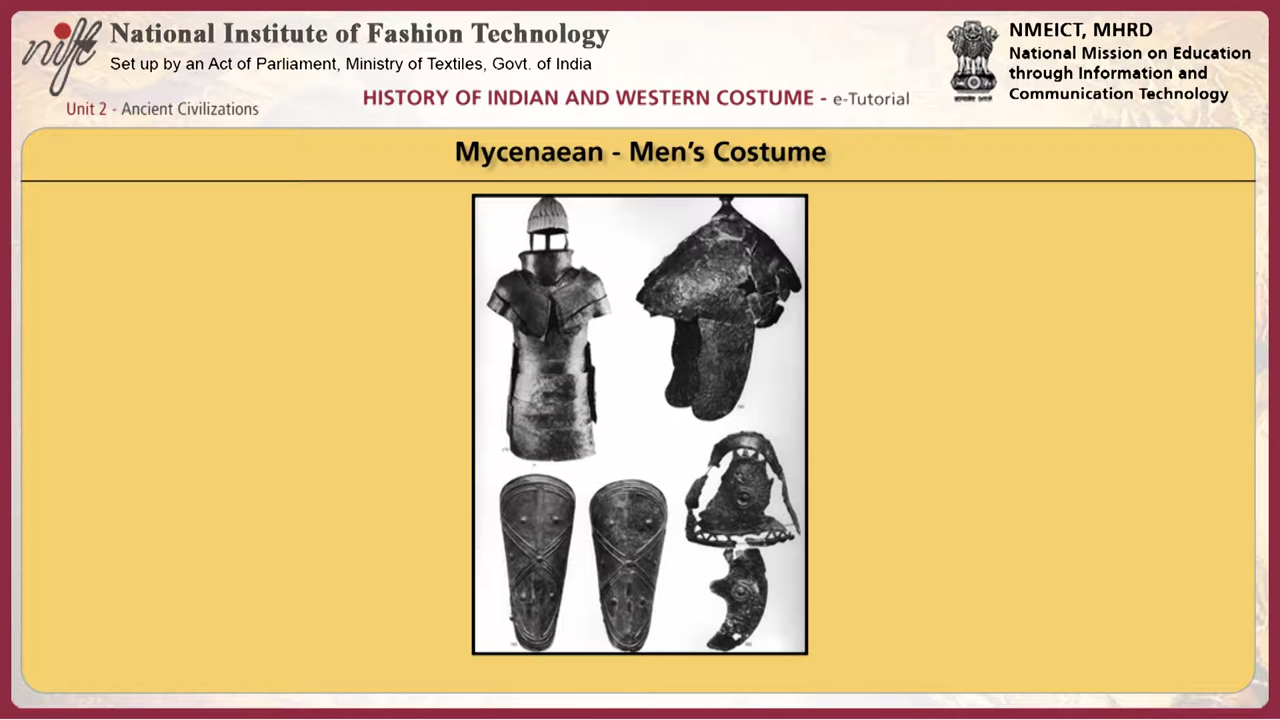 nift
National Institute of Fashion Technology
Set up by an Act of Parliament, Ministry of Textiles, Govt. of India
NMEICT, MHRD
National Mission on Education
through Information and
Communication Technology
Unit 2 - Ancient Civilizations
HISTORY OF INDIAN AND WESTERN COSTUME - e-Tutorial
Mycenaean - Men's Costume